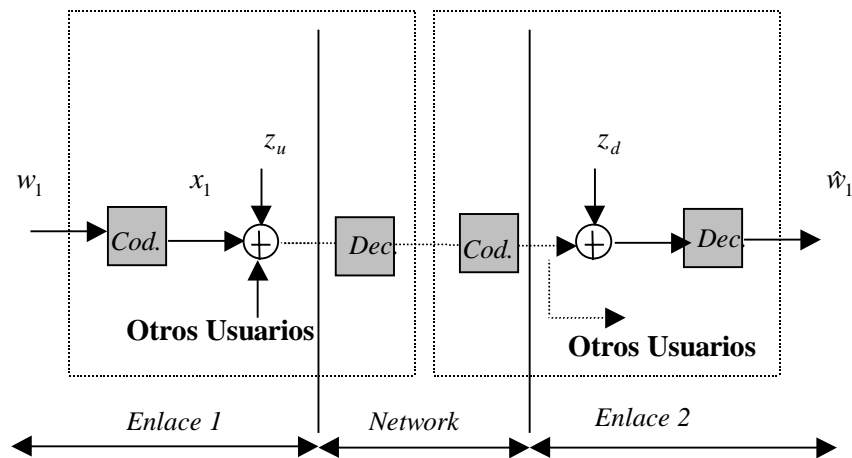 z_u
z_d
w_1
x_1
ŵ_1
Cod.
+
Dec.
Cod.
+
Dec.
Otros Usuarios
Otros Usuarios
Enlace 1
Network
Enlace 2